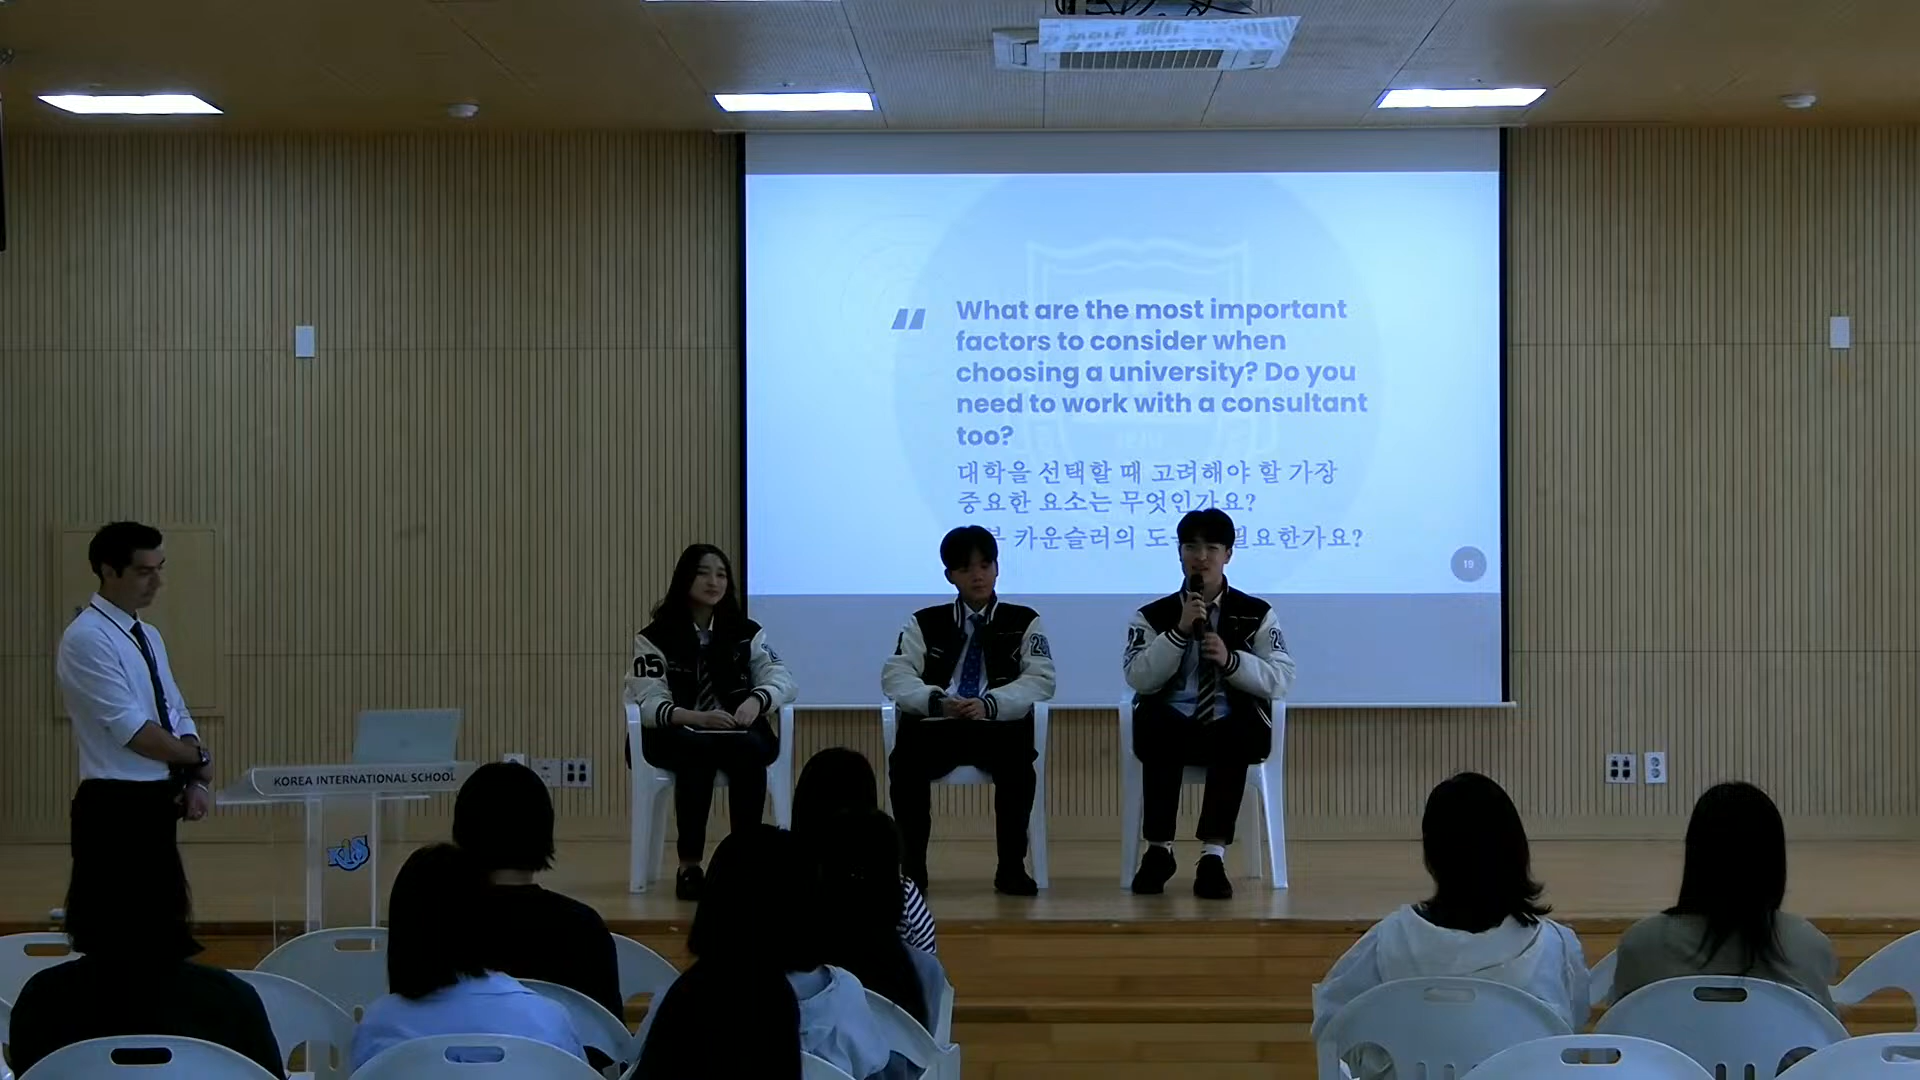 What are the most important
factors to consider when
choosing a university? Do you
need to work with a consultant
too?
대학을 선택할 때 고려해야 할 가장
중요한 요소는 무엇인가요?
카운슬러의 필요한가요?
19
05
KOREA INTERNATIONAL SCHOOL
KIS